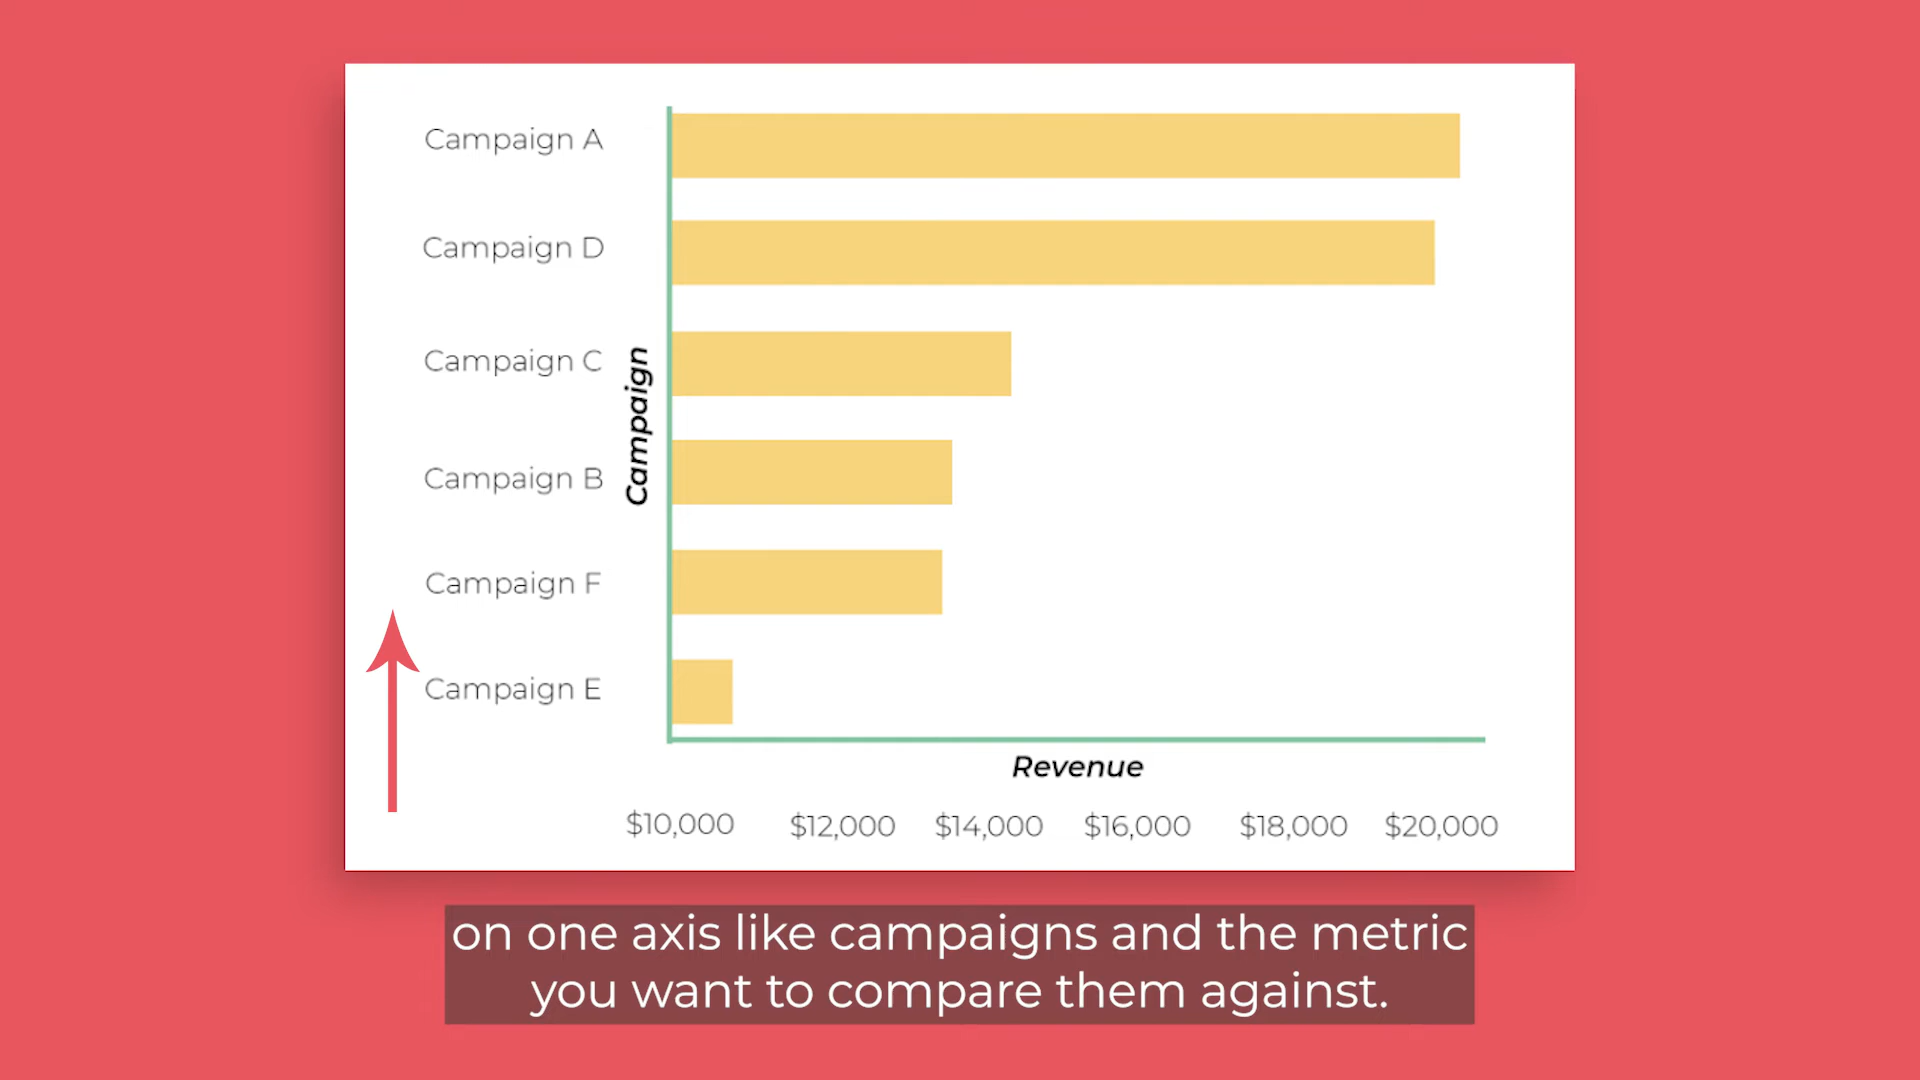 Campaign A
Campaign D
Campaign C
Campaign B
Campaign F
Campaign E
Campaign
Revenue
$10,000 $12,000 $14,000 $16,000 $18,000 $20,000
on one axis like campaigns and the metric
you want to compare them against.